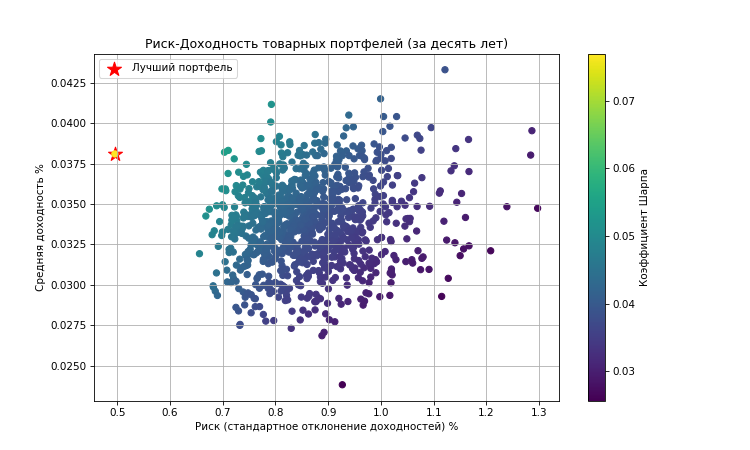 Риск-Доходность товарных портфелей (за десять лет)
Лучший портфель
Средняя доходность %
0.0425
0.0400
0.0375
0.0350
0.0325
0.0300
0.0275
0.0250
0.5 0.6 0.7 0.8 0.9 1.0 1.1 1.2 1.3
Риск (стандартное отклонение доходностей) %
0.07
0.06
0.05
0.04
0.03
Коэффициент Шарпа